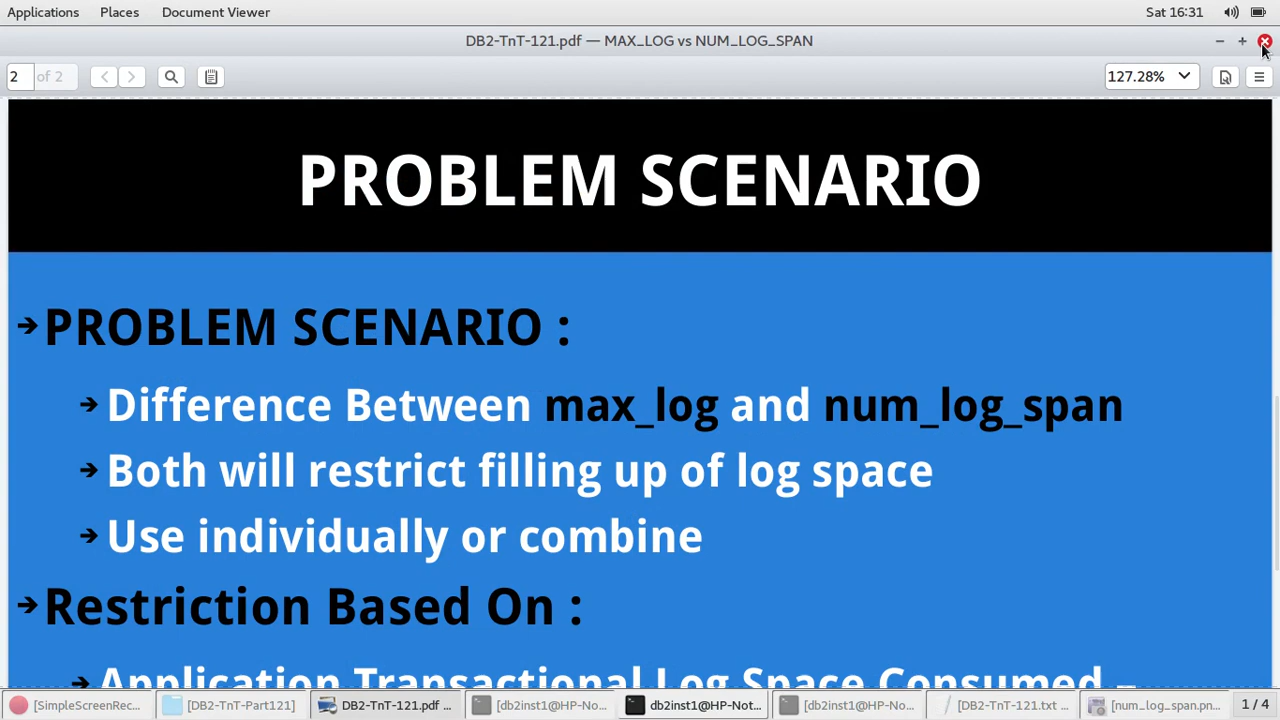 Applications Places Document Viewer Sat 16:31
DB2-TnT-121.pdf — MAX_LOG vs NUM_LOG_SPAN
2 of 2 127.28%
PROBLEM SCENARIO
➔PROBLEM SCENARIO :
➔Difference Between max_log and num_log_span
➔Both will restrict filling up of log space
➔Use individually or combine
➔Restriction Based On :
➔Application Transactional Log Space Consumed –
[SimpleScreenRec... [DB2-TnT-Part121] DB2-TnT-121.pdf ... [db2inst1@HP-No... db2inst1@HP-Not... [db2inst1@HP-No... [DB2-TnT-121.txt ... [num_log_span.pn... 1 / 4